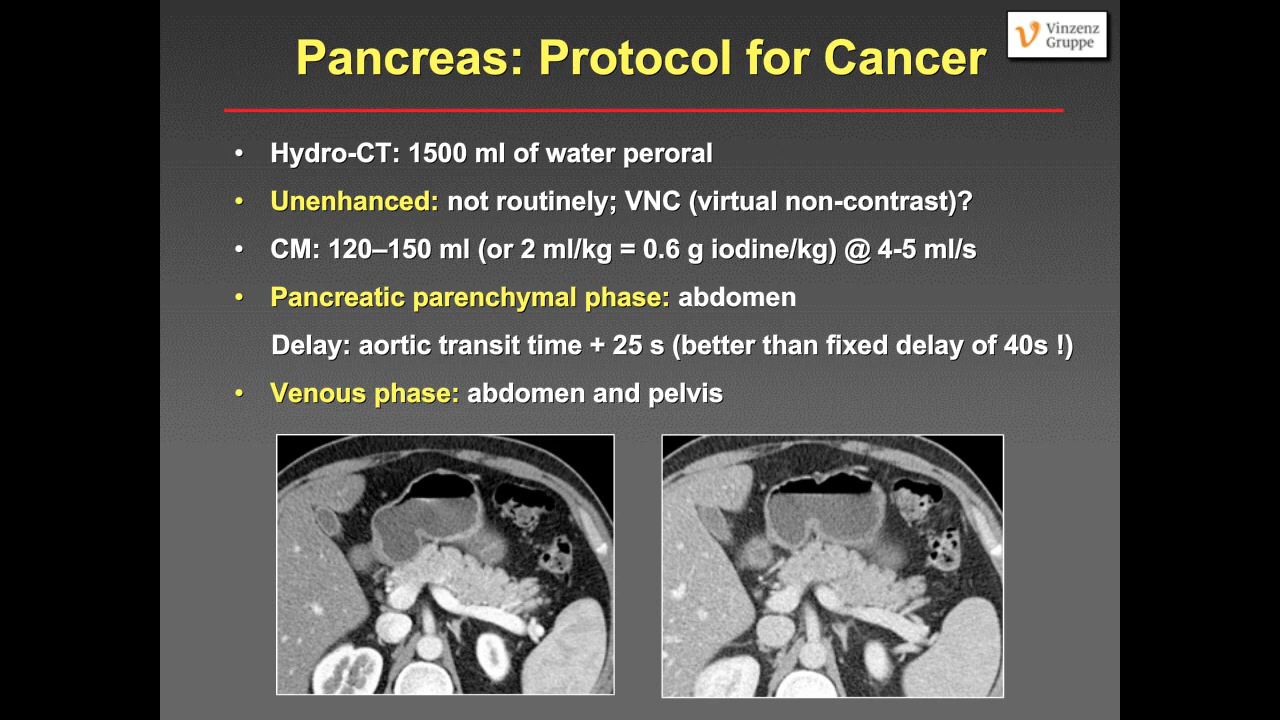 Pancreas: Protocol for Cancer
Vinzenz
Gruppe
• Hydro-CT: 1500 ml of water peroral
• Unenhanced: not routinely; VNC (virtual non-contrast)?
• CM: 120–150 ml (or 2 ml/kg = 0.6 g iodine/kg) @ 4-5 ml/s
• Pancreatic parenchymal phase: abdomen
Delay: aortic transit time + 25 s (better than fixed delay of 40s !)
• Venous phase: abdomen and pelvis